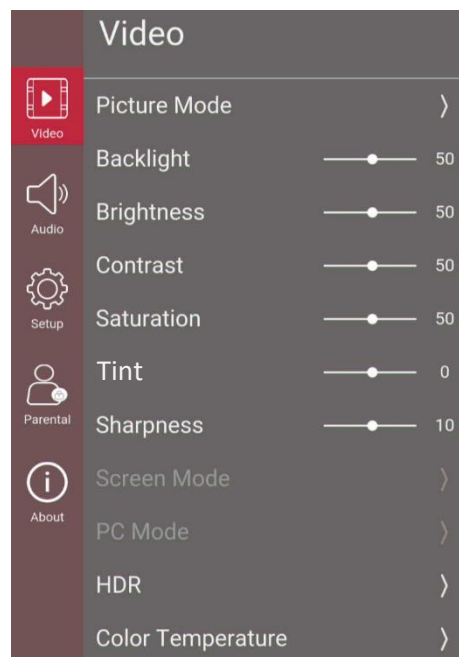 Video
Video
Audio
Setup
Parental
About
Picture Mode
Backlight 50
Brightness 50
Contrast 50
Saturation 50
Tint 0
Sharpness 10
Screen Mode
PC Mode
HDR
Color Temperature